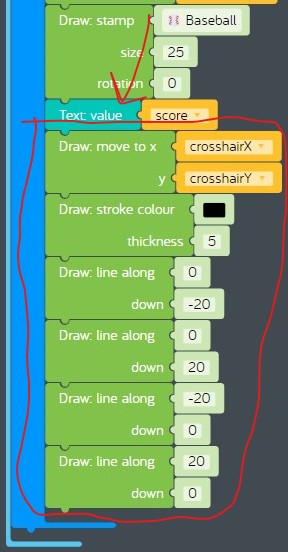 Draw: stamp Baseball
size 25
rotation 0
Text: value score
Draw: move to x crosshairX
y crosshairY
Draw: stroke colour
thickness 5
Draw: line along 0
down -20
Draw: line along 0
down 20
Draw: line along -20
down 0
Draw: line along 20
down 0